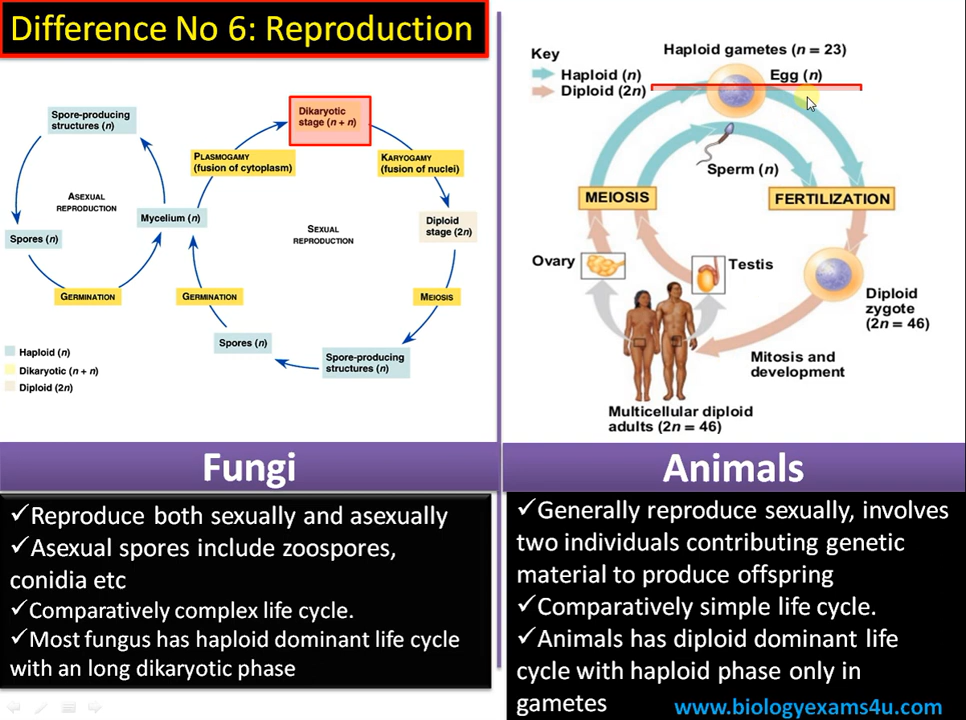 Difference No 6: Reproduction
Spore-producing
structures (n)
ASEXUAL
REPRODUCTION
Spores (n)
GERMINATION
Mycelium (n)
PLASMOGAMY
(fusion of cytoplasm)
Dikaryotic
stage (n + n)
KARYOGAMY
(fusion of nuclei)
SEXUAL
REPRODUCTION
Diploid
stage (2n)
MEIOSIS
Spore-producing
structures (n)
Spores (n)
GERMINATION
Haploid (n)
Dikaryotic (n + n)
Diploid (2n)
Key
Haploid (n)
Diploid (2n)
Haploid gametes (n = 23)
Egg (n)
Sperm (n)
MEIOSIS
FERTILIZATION
Ovary
Testis
Diploid
zygote
(2n = 46)
Mitosis and
development
Multicellular diploid
adults (2n = 46)
Fungi
✓Reproduce both sexually and asexually
✓Asexual spores include zoospores,
conidia etc
✓Comparatively complex life cycle.
✓Most fungus has haploid dominant life cycle
with an long dikaryotic phase
Animals
✓Generally reproduce sexually, involves
two individuals contributing genetic
material to produce offspring
✓Comparatively simple life cycle.
✓Animals has diploid dominant life
cycle with haploid phase only in
gametes
www.biologyexams4u.com